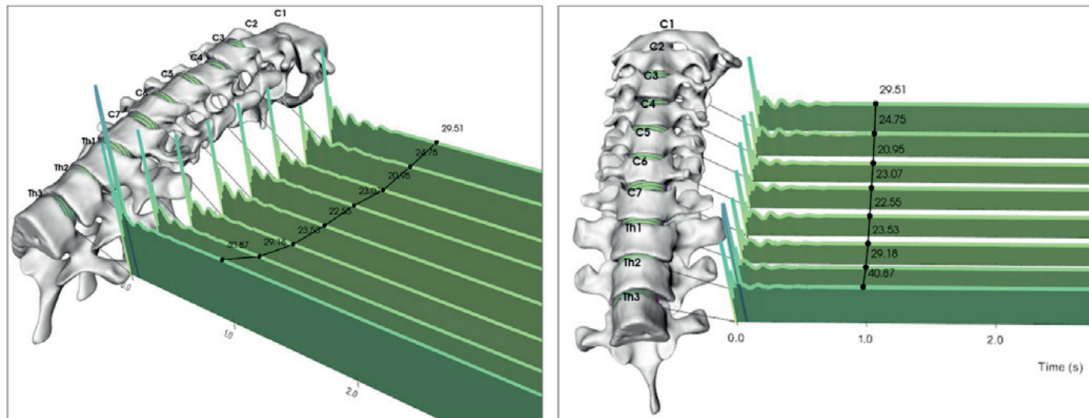 C1
C2
C3
C4
C5
C6
C7
Th1
Th2
Th3
29.51
24.75
20.95
23.07
22.55
23.53
29.18
40.87
0.0
1.0
2.0
C1
C2
C3
C4
C5
C6
C7
Th1
Th2
Th3
29.51
24.75
20.95
23.07
22.55
23.53
29.18
40.87
0.0
1.0
2.0
Time (s)